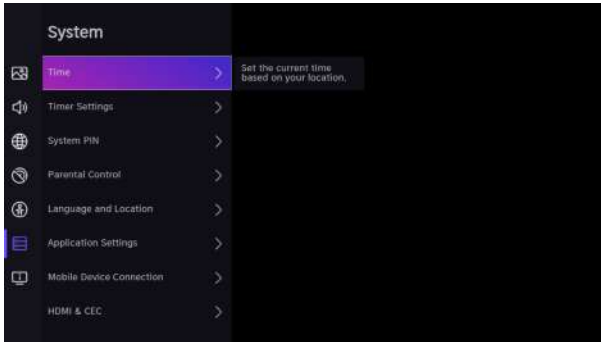 System
Time
Set the current time
based on your location.
Timer Settings
System PIN
Parental Control
Language and Location
Application Settings
Mobile Device Connection
HDMI & CEC